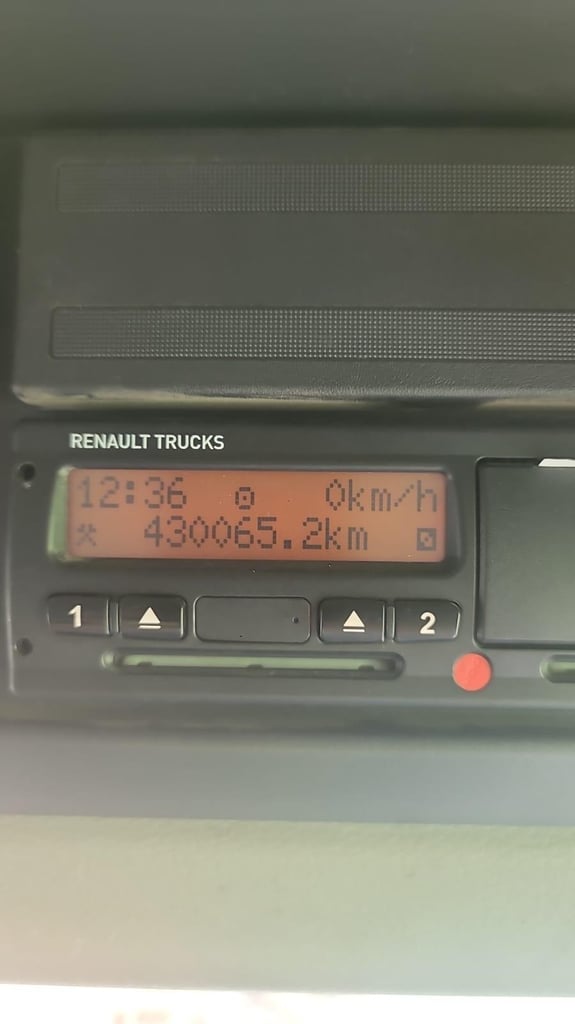 RENAULT TRUCKS
12:36 0km/h
430065.2km
1 2